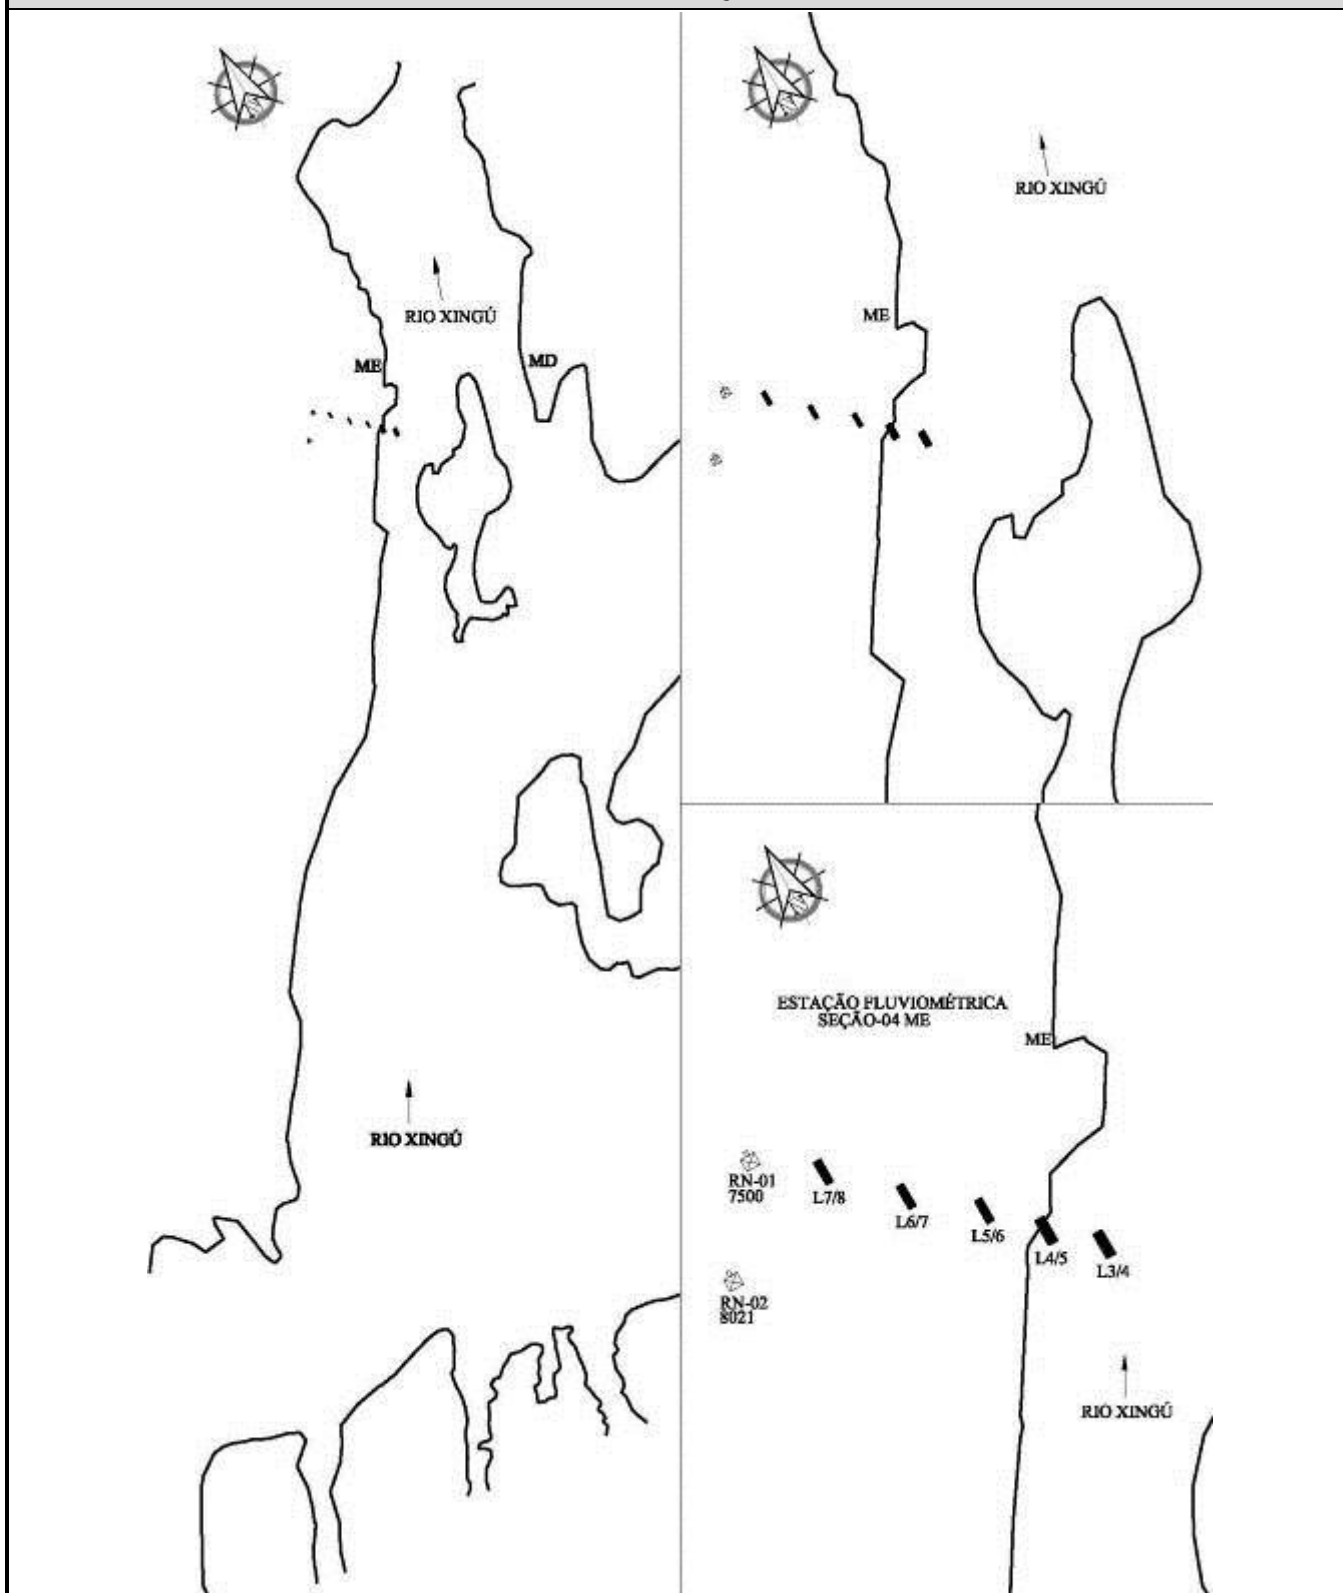 RIO XINGÚ
ME
MD
RIO XINGÚ
RIO XINGÚ
ME
ESTAÇÃO FLUVIOMÉTRICA
SEÇÃO-04 ME
ME
RN-01
7500
L7/8
L6/7
L5/6
L4/5
L3/4
RN-02
8021
RIO XINGÚ